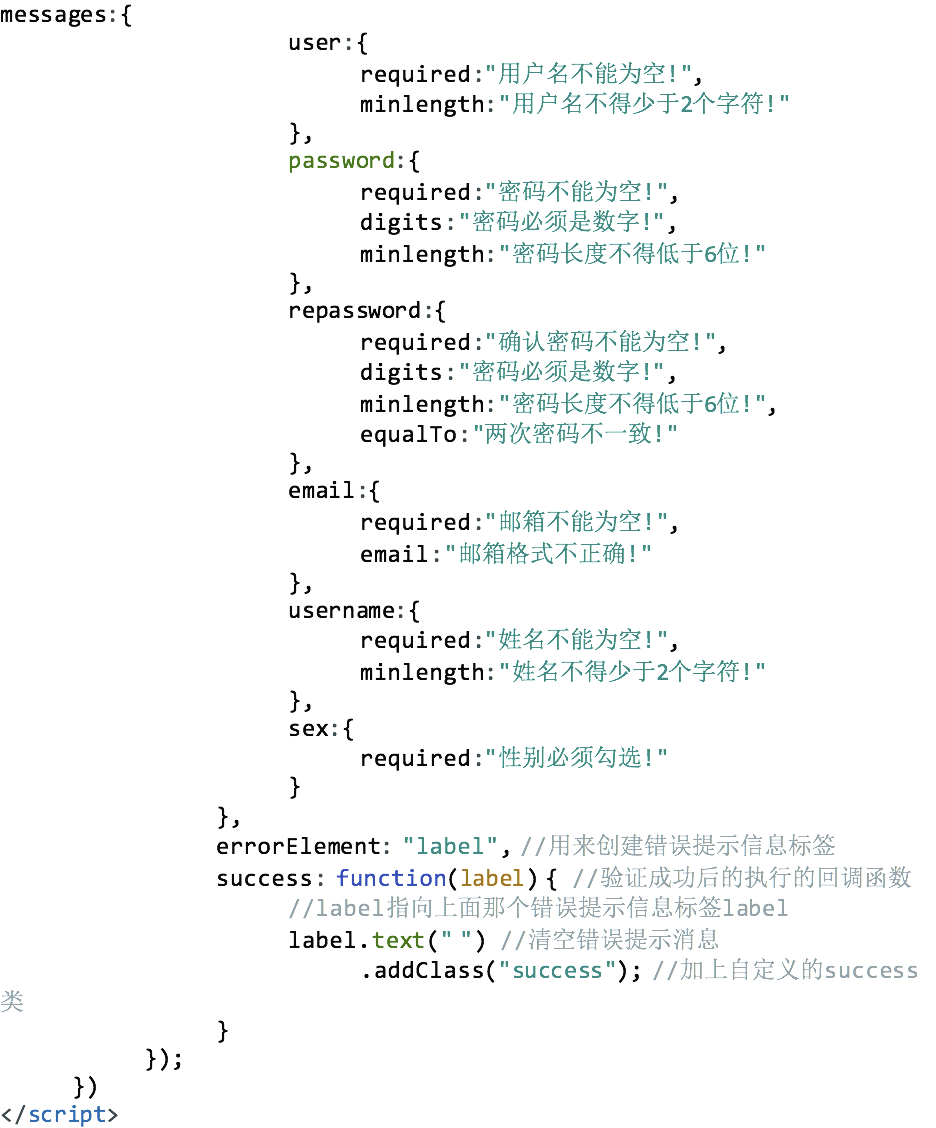 messages:{
user:{
required:"用户名不能为空!",
minlength:"用户名不得少于2个字符!"
},
password:{
required:"密码不能为空!",
digits:"密码必须是数字!",
minlength:"密码长度不得低于6位!"
},
repassword:{
required:"确认密码不能为空!",
digits:"密码必须是数字!",
minlength:"密码长度不得低于6位!",
equalTo:"两次密码不一致!"
},
email:{
required:"邮箱不能为空!",
email:"邮箱格式不正确!"
},
username:{
required:"姓名不能为空!",
minlength:"姓名不得少于2个字符!"
},
sex:{
required:"性别必须勾选!"
}
},
errorElement: "label", //用来创建错误提示信息标签
success: function(label) { //验证成功后的执行的回调函数
//label指向上面那个错误提示信息标签label
label.text(" ") //清空错误提示消息
.addClass("success"); //加上自定义的success
类
}
});
})
</script>